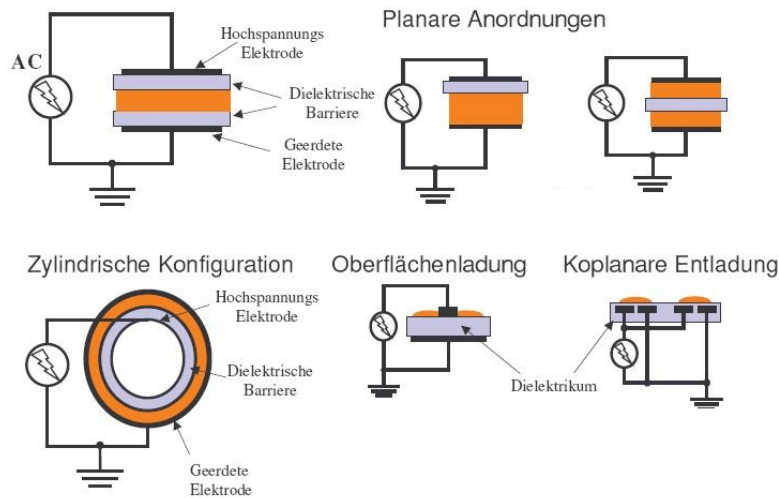 Hochspannungs
Elektrode
Planare Anordnungen
AC
Dielektrische
Barriere
Geerdete
Elektrode
Zylindrische Konfiguration
Hochspannungs
Elektrode
Dielektrische
Barriere
Geerdete
Elektrode
Oberflächenladung
Koplanare Entladung
Dielektrikum